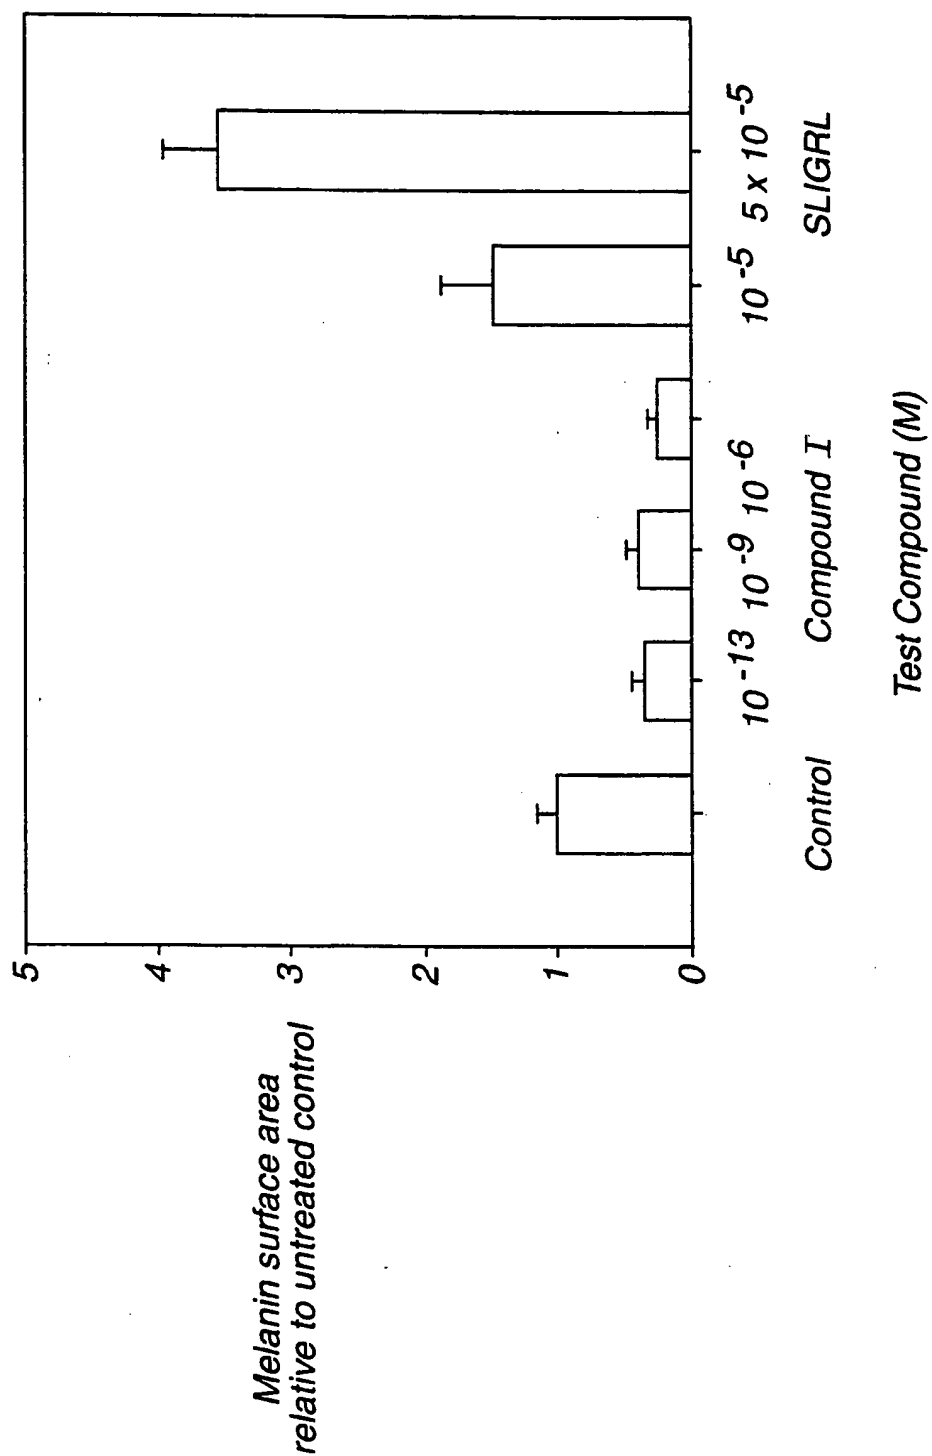 Melanin surface area
relative to untreated control
5
4
3
2
1
0
10-13 10-9 10-6 10-5 5 x 10-5
Control Compound I SLIGRL
Test Compound (M)